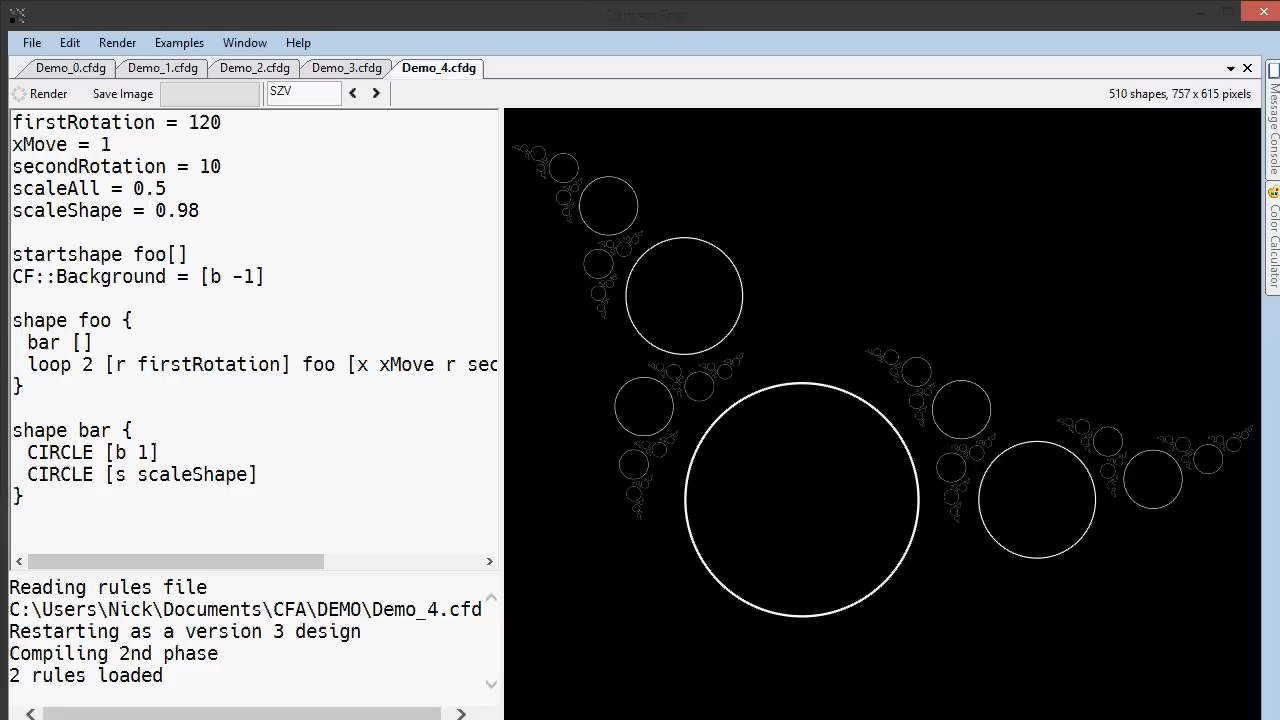 Context Free
File Edit Render Examples Window Help
Demo_0.cfdg Demo_1.cfdg Demo_2.cfdg Demo_3.cfdg Demo_4.cfdg
Render Save Image SZV 510 shapes, 757 x 615 pixels
firstRotation = 120
xMove = 1
secondRotation = 10
scaleAll = 0.5
scaleShape = 0.98
startshape foo[]
CF::Background = [b -1]
shape foo {
bar []
loop 2 [r firstRotation] foo [x xMove r sec
}
shape bar {
CIRCLE [b 1]
CIRCLE [s scaleShape]
}
Reading rules file
C:\Users\Nick\Documents\CFA\DEMO\Demo_4.cfd
Restarting as a version 3 design
Compiling 2nd phase
2 rules loaded
Message Console
Color Calculator